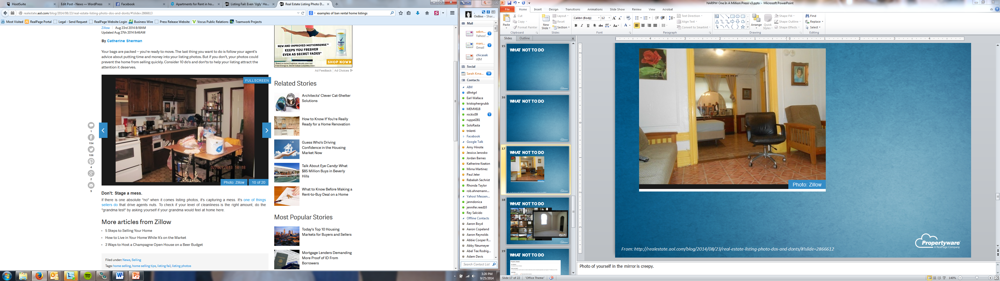 HootSuite
Edit Post ‹ News — WordPress
Facebook
Apartments for Rent in ho...
Listing Fail: Even 'Ugly' Ho...
Real Estate Listing Photo D...
realestate.aol.com/blog/2014/08/23/real-estate-listing-photo-dos-and-donts/#!slide=2866613
examples of ban rental home listings
Most Visited
RealPage Portal
Legal - Send Request
RealPage Website Login
Business Wire
Press Release Website
Vocus Public Relations
Teamwork Projects
Zillow | Aug 23rd 2014 8:18AM
Updated Aug 27th 2014 9:46AM
By Catherine Sherman
Your bags are packed -- you're ready to move. The last thing you want to do is follow your agent's
advice about putting time and money into your listing photos. But if you don't, your photos could
prevent the home from selling quickly. Consider 10 do's and don'ts to help your listing attract the
attention it deserves.
FULLSCREEN
02/02/2013 14:18
Photo: Zillow
10 of 20
1
154
106
4
2
9
Don't: Stage a mess.
If there is one absolute "no" when it comes listing photos, it's capturing a mess. It's one of things
sellers do that drive agents nuts. To check if your level of cleanliness is the right amount, do the
"grandma test" by asking yourself if your grandma would feel at home here.
More articles from Zillow
5 Steps to Selling Your Home
How to Live in Your Home While It's on the Market
3 Ways to Host a Champagne Open House on a Beer Budget
Filed under: News, Selling
Tags: home selling, home selling tips, listing fail, listing photos
Degree
NEW AND IMPROVED MOTIONSENSE™
KEEPS YOU FRESHER
EVEN AS SECRET FADES*
SHOP NOW
Ad Feedback | Ad Choices
Related Stories
Architects' Clever Cat-Shelter
Solutions
How to Know If You're Really
Ready for a Home Renovation
Guess Who's Driving
Confidence in the Housing
Market Now
Talk About Eye Candy: What
$85 Million Buys in Beverly
Hills
What to Know Before Making a
Rent-to-Buy Deal on a Home
Most Popular Stories
Today's Top 10 Housing
Markets for Buyers and Sellers
Mortgage Lenders Demanding
More Proof of ID From
Borrowers
Online - Shar...
Mail
sekrn...
3
Yahoo! ...
mars...
2
Gmail
chicasek
AIM
Social
Sarah Krna...
39
Contacts
AIM
dlhrtgrl
Earl Wallace
kristophergrubb
MEMV618
nickic09
1
ruppel281
SoloRasta
tnlenti
Facebook
Google Talk
Amy Hinote
Jessica Janosko
Jordan Barnes
Katherine Keaton
Mirna Martinez
Paul Jeter
Rebekah Sechrist
Rhonda Taylor
rob.ahnemann...
Yahoo! Messen...
janndonica
jennifer.reed10
Rey Salcido
Offline Contacts
Aaron Boyd
Aaron Copeland
Aaron Reynolds
Abbie Cooper R...
Abby Neumeyer
Abel Tee Rodrig...
Adam Davis
Search Contact List
3:20 PM
9/25/2014
NARPM One In A Million Preso v3.pptx - Microsoft PowerPoint
File
Home
Insert
Design
Transitions
Animations
Slide Show
Review
View
Acrobat
Paste
Cut
Copy
Format Painter
Clipboard
New
Slide
Layout
Reset
Section
Slides
Calibri (Body)
12
Font
Text Direction
Align Text
Convert to SmartArt
Paragraph
Arrange
Quick
Styles
Shape Fill
Shape Outline
Shape Effects
Drawing
Find
Replace
Select
Editing
Slides
Outline
15
WHAT NOT TO DO
16
WHAT NOT TO DO
17
WHAT NOT TO DO
18
WHAT NOT TO DO
19
WHAT NOT TO DO
Photo: Zillow
From: http://realestate.aol.com/blog/2014/08/23/real-estate-listing-photo-dos-and-donts/#!slide=2866612
Propertyware
A RealPage Company
Photo of yourself in the mirror is creepy.
Slide 17 of 22
"Office Theme"
140%